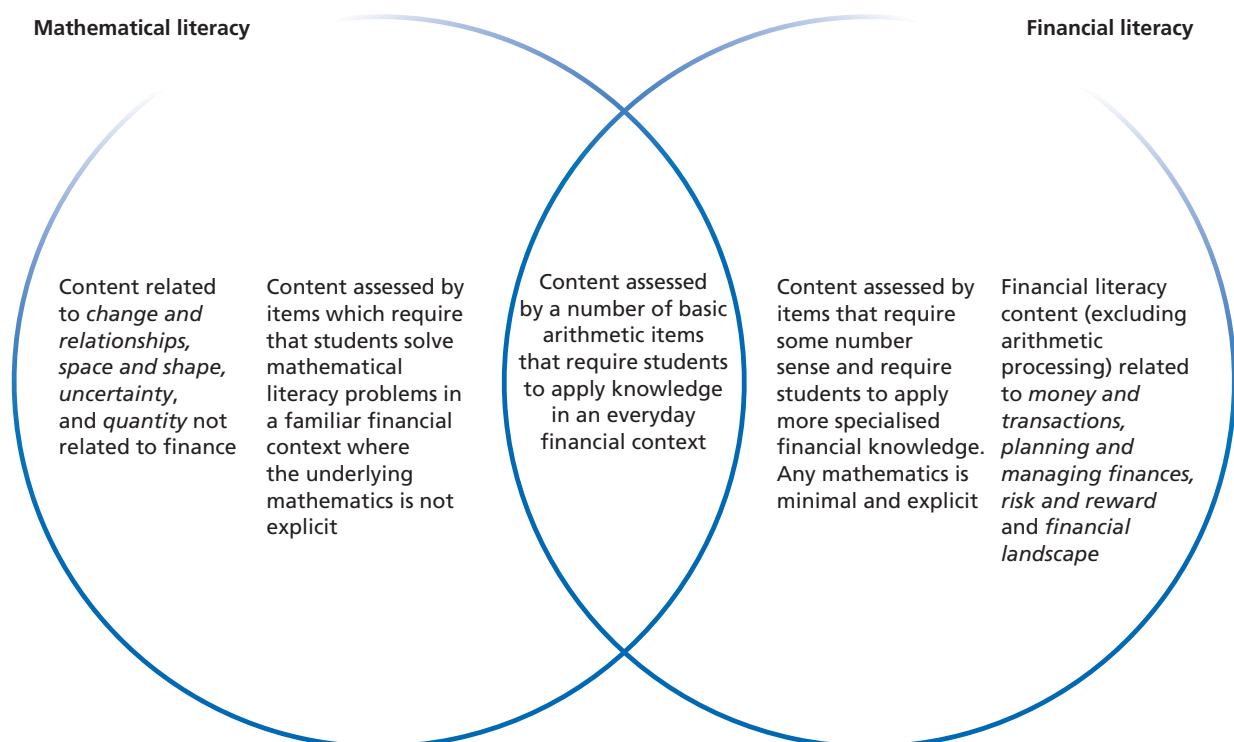 Mathematical literacy
Financial literacy
Content related
to change and
relationships,
space and shape,
uncertainty,
and quantity not
related to finance
Content assessed by
items which require
that students solve
mathematical
literacy problems in
a familiar financial
context where
the underlying
mathematics is not
explicit
Content assessed
by a number of basic
arithmetic items
that require students
to apply knowledge
in an everyday
financial context
Content assessed by
items that require
some number
sense and require
students to apply
more specialised
financial knowledge.
Any mathematics is
minimal and explicit
Financial literacy
content (excluding
arithmetic
processing) related
to money and
transactions,
planning and
managing finances,
risk and reward
and financial
landscape